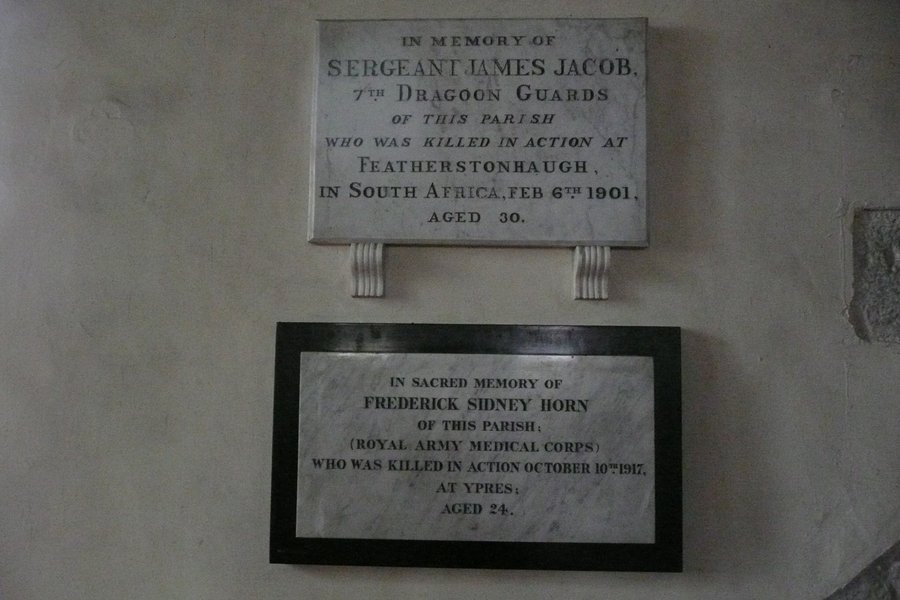 IN MEMORY OF
SERGEANT JAMES JACOB,
7TH DRAGOON GUARDS
OF THIS PARISH
WHO WAS KILLED IN ACTION AT
FEATHERSTONHAUGH,
IN SOUTH AFRICA, FEB 6TH 1901,
AGED 30.
IN SACRED MEMORY OF
FREDERICK SIDNEY HORN
OF THIS PARISH;
(ROYAL ARMY MEDICAL CORPS)
WHO WAS KILLED IN ACTION OCTOBER 10TH 1917,
AT YPRES;
AGED 24.